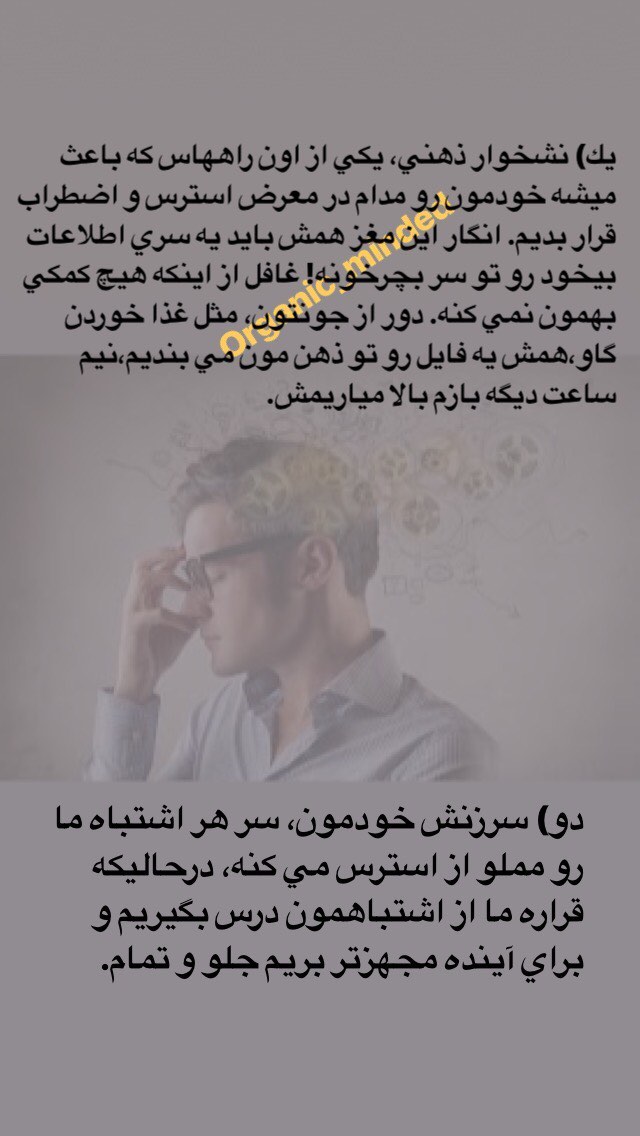 يك) نشخوار ذهني، يكي از اون راههاس كه باعث
ميشه خودمون رو مدام در معرض استرس و اضطراب
قرار بديم. انگار اين مغز همش بايد يه سري اطلاعات
بيخود رو تو سر بچرخونه! غافل از اينكه هيچ كمكي
بهمون نمي كنه. دور از جونتون، مثل غذا خوردن
گاو،همش يه فايل رو تو ذهن مون مي بنديم،نيم
ساعت ديگه بازم بالا مياريمش.
Organic_minded
دو) سرزنش خودمون، سر هر اشتباه ما
رو مملو از استرس مي كنه، درحاليكه
قراره ما از اشتباهمون درس بگيريم و
براي آينده مجهزتر بريم جلو و تمام.